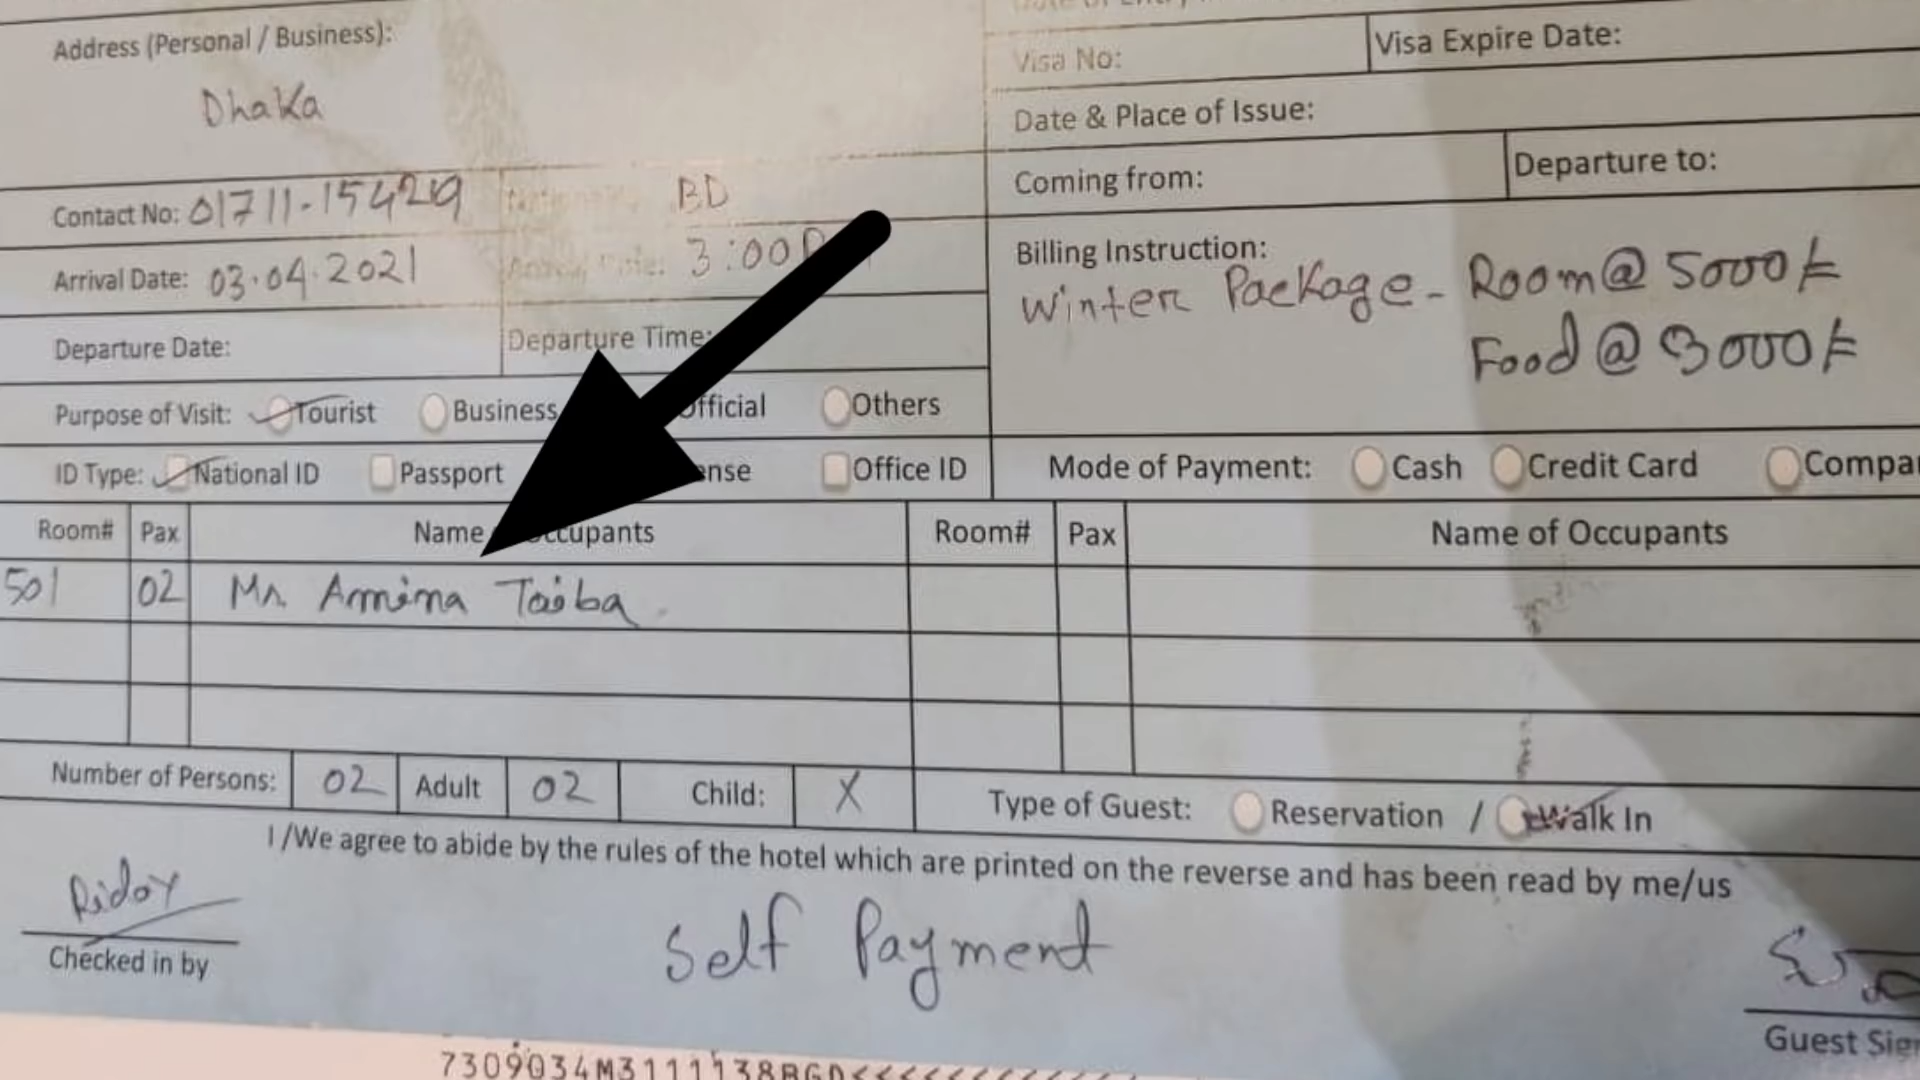 Address (Personal / Business):
Dhaka
Visa No:
Visa Expire Date:
Date & Place of Issue:
Coming from:
Departure to:
Contact No: 01711-15429
BD
Arrival Date: 03.04.2021
3:00
Departure Date:
Departure Time:
Billing Instruction:
Winter Package - Room@ 5000/=
Food @ 3000/=
Purpose of Visit: Tourist Business Official Others
ID Type: National ID Passport Office ID
Mode of Payment: Cash Credit Card
Room# Pax Name Occupants Room# Pax Name of Occupants
501 02 Mr. Amina Taiba
Number of Persons: 02 Adult 02 Child: X
Type of Guest: Reservation / Walk In
I /We agree to abide by the rules of the hotel which are printed on the reverse and has been read by me/us
Ridoy
Checked in by
Self Payment
Guest
7309034M3111138BGD<<<<<<<<